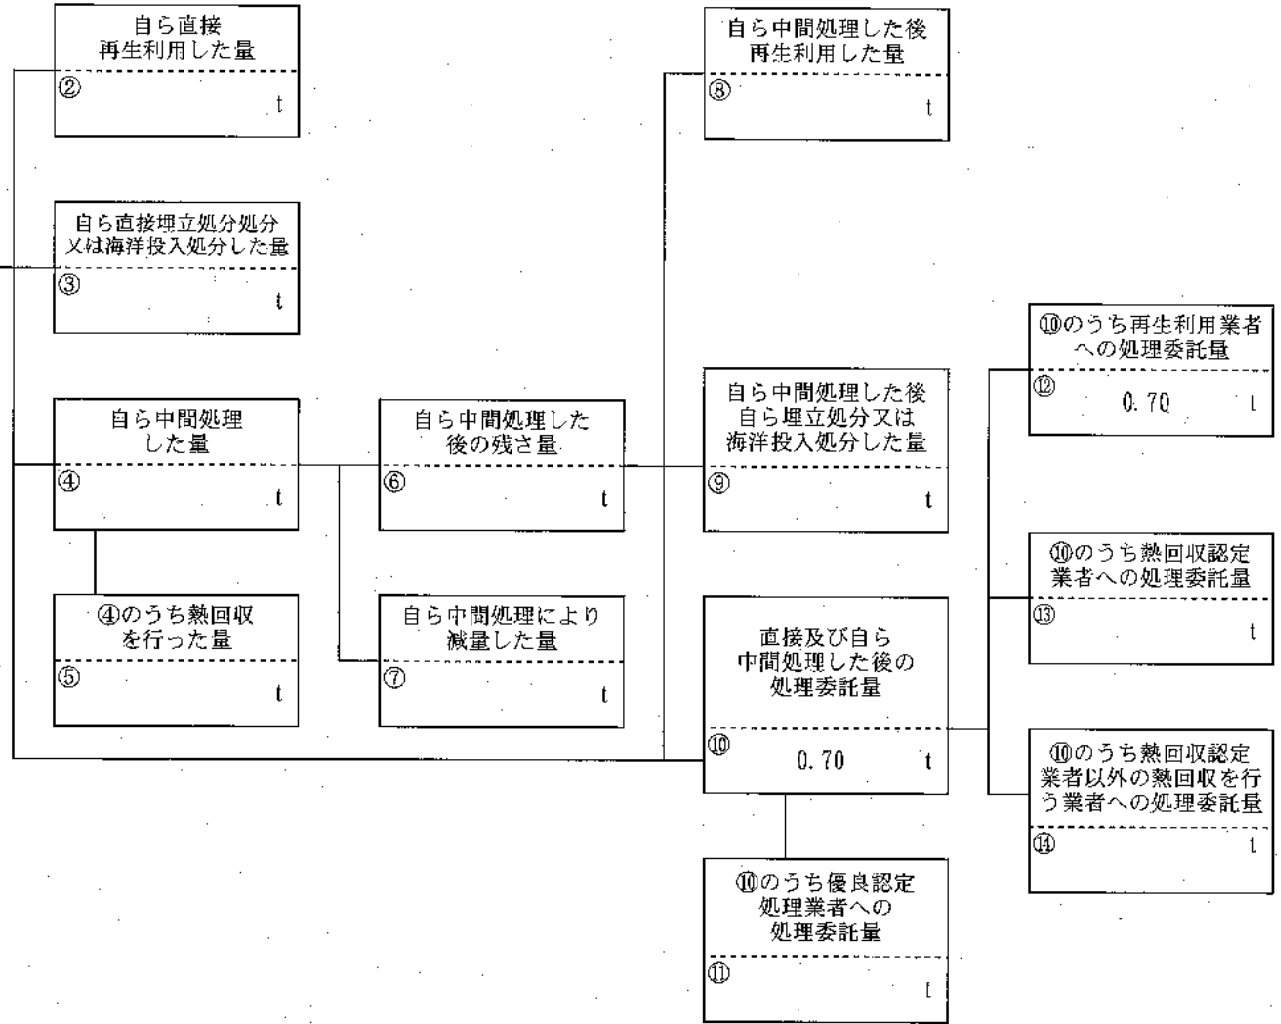 自ら直接
再生利用した量
②
t
自ら中間処理した後
再生利用した量
⑧
t
自ら直接埋立処分処分
又は海洋投入処分した量
③
t
自ら中間処理
した量
④
t
自ら中間処理した
後の残さ量
⑥
t
自ら中間処理した後
自ら埋立処分又は
海洋投入処分した量
⑨
t
⑩のうち再生利用業者
への処理委託量
⑫
0.70 t
④のうち熱回収
を行った量
⑤
t
自ら中間処理により
減量した量
⑦
t
直接及び自ら
中間処理した後の
処理委託量
⑩
0.70 t
⑩のうち熱回収認定
業者への処理委託量
⑬
t
⑩のうち熱回収認定
業者以外の熱回収を行
う業者への処理委託量
⑭
t
⑩のうち優良認定
処理業者への
処理委託量
⑪
t